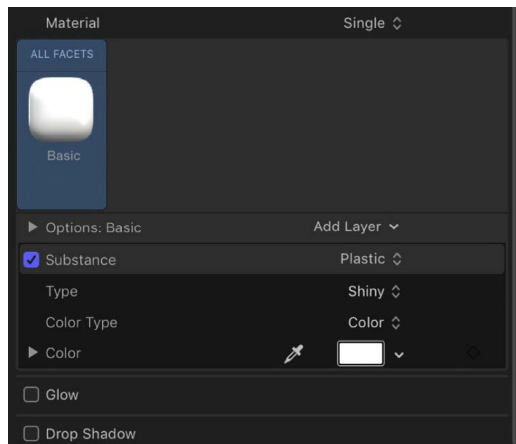 Material Single
ALL FACETS
Basic
Options: Basic Add Layer
Substance Plastic
Type Shiny
Color Type Color
Color
Glow
Drop Shadow